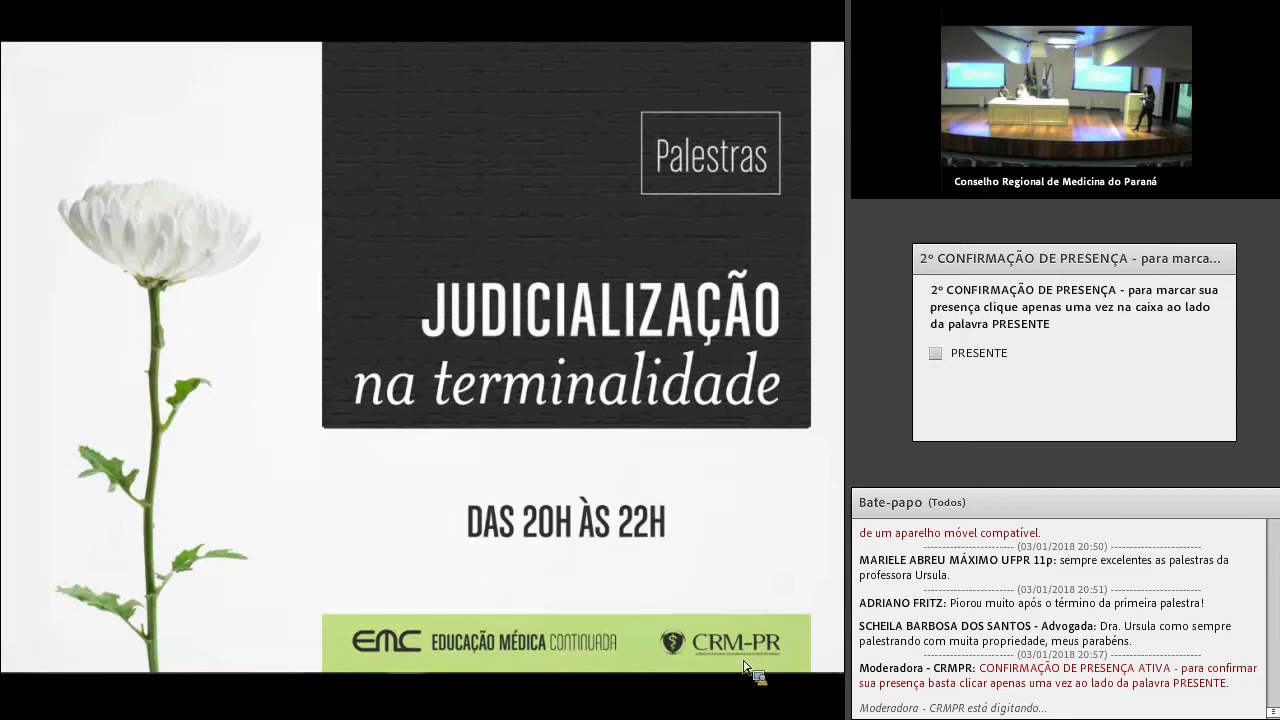 Palestras
JUDICIALIZAÇÃO
na terminalidade
DAS 20H ÀS 22H
EMC EDUCAÇÃO MÉDICA CONTINUADA
CRM-PR
Conselho Regional de Medicina do Paraná
2º CONFIRMAÇÃO DE PRESENÇA - para marca...
2º CONFIRMAÇÃO DE PRESENÇA - para marcar sua
presença clique apenas uma vez na caixa ao lado
da palavra PRESENTE
PRESENTE
Bate-papo (Todos)
de um aparelho móvel compatível.
----------------------- (03/01/2018 20:50) -----------------------
MARIELE ABREU MÁXIMO UFPR 11p: sempre excelentes as palestras da
professora Ursula.
----------------------- (03/01/2018 20:51) -----------------------
ADRIANO FRITZ: Piorou muito após o término da primeira palestra!
SCHEILA BARBOSA DOS SANTOS - Advogada: Dra. Ursula como sempre
palestrando com muita propriedade, meus parabéns.
----------------------- (03/01/2018 20:57) -----------------------
Moderadora - CRMPR: CONFIRMAÇÃO DE PRESENÇA ATIVA - para confirmar
sua presença basta clicar apenas uma vez ao lado da palavra PRESENTE.
Moderadora - CRMPR está digitando...